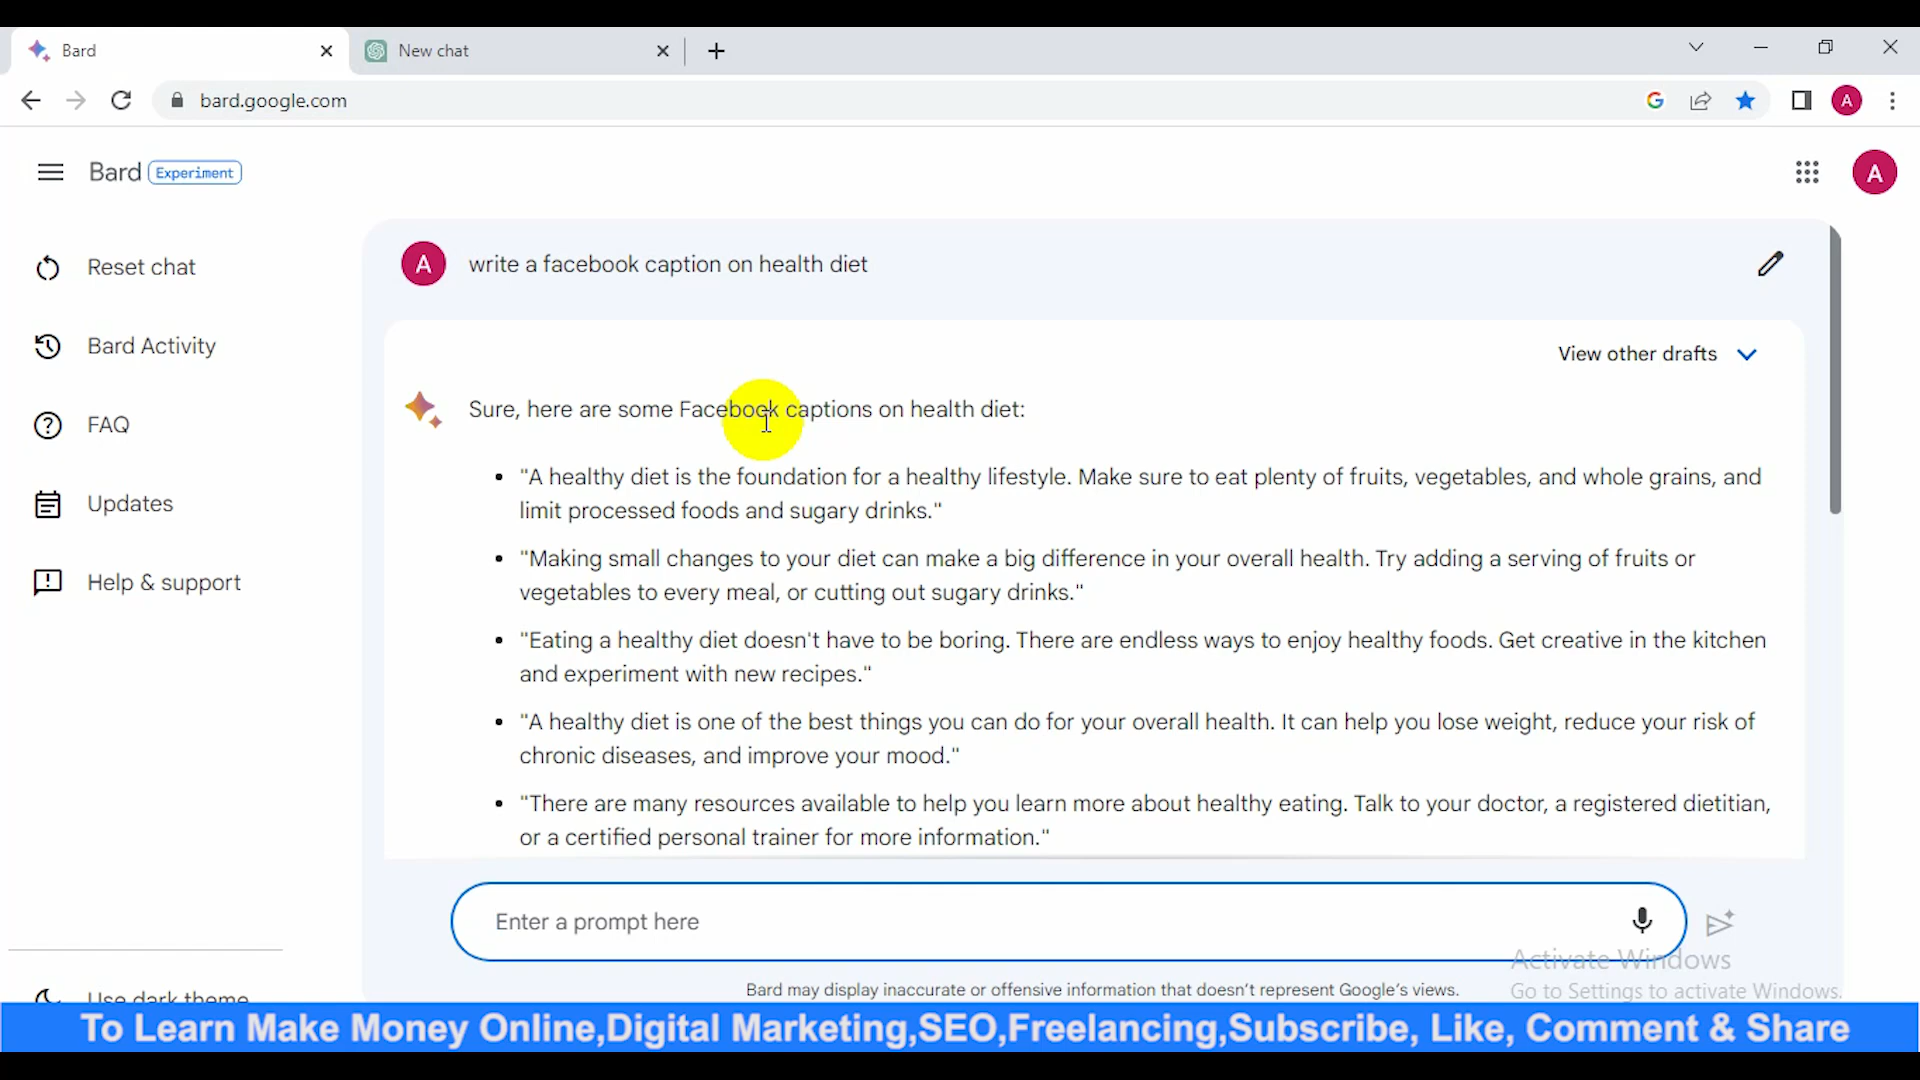 Bard
New chat
bard.google.com
A
Bard Experiment
A
Reset chat
Bard Activity
FAQ
Updates
Help & support
Use dark theme
A write a facebook caption on health diet
View other drafts
Sure, here are some Facebook captions on health diet:
• "A healthy diet is the foundation for a healthy lifestyle. Make sure to eat plenty of fruits, vegetables, and whole grains, and
limit processed foods and sugary drinks."
• "Making small changes to your diet can make a big difference in your overall health. Try adding a serving of fruits or
vegetables to every meal, or cutting out sugary drinks."
• "Eating a healthy diet doesn't have to be boring. There are endless ways to enjoy healthy foods. Get creative in the kitchen
and experiment with new recipes."
• "A healthy diet is one of the best things you can do for your overall health. It can help you lose weight, reduce your risk of
chronic diseases, and improve your mood."
• "There are many resources available to help you learn more about healthy eating. Talk to your doctor, a registered dietitian,
or a certified personal trainer for more information."
Enter a prompt here
Activate Windows
Go to Settings to activate Windows.
Bard may display inaccurate or offensive information that doesn't represent Google's views.
To Learn Make Money Online,Digital Marketing,SEO,Freelancing,Subscribe, Like, Comment & Share